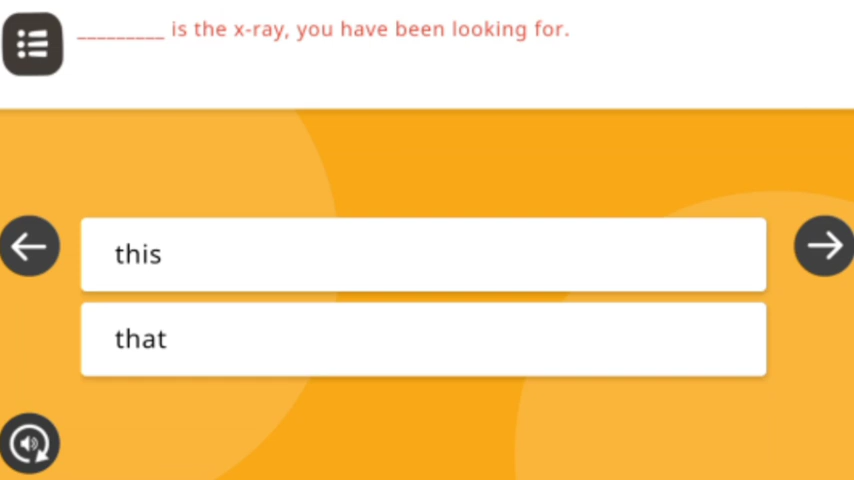 _________ is the x-ray, you have been looking for.
this
that